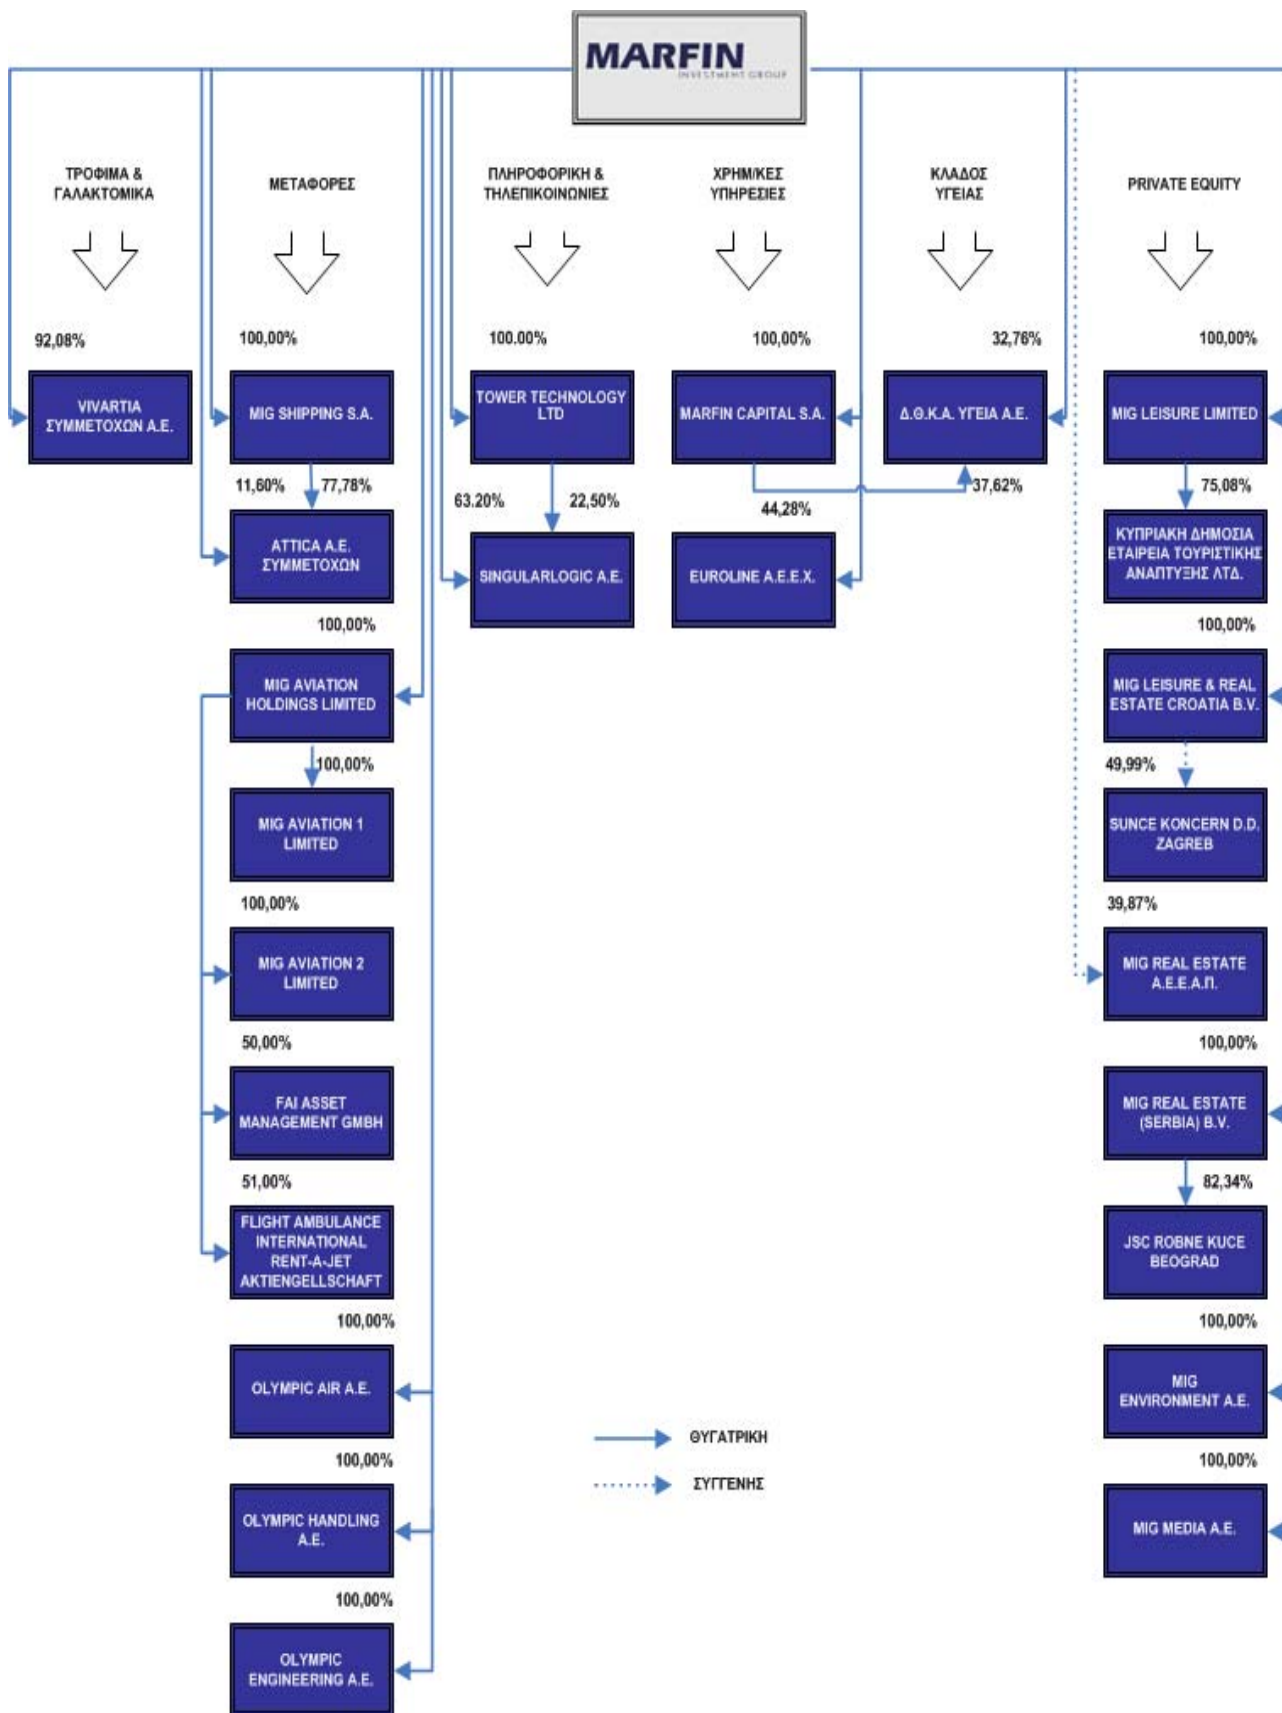 MARFIN
INVESTMENT GROUP
ΤΡΟΦΙΜΑ &
ΓΑΛΑΚΤΟΜΙΚΑ
ΜΕΤΑΦΟΡΕΣ
ΠΛΗΡΟΦΟΡΙΚΗ &
ΤΗΛΕΠΙΚΟΙΝΩΝΙΕΣ
ΧΡΗΜ/ΚΕΣ
ΥΠΗΡΕΣΙΕΣ
ΚΛΑΔΟΣ
ΥΓΕΙΑΣ
PRIVATE EQUITY
92,08%
VIVARTIA
ΣΥΜΜΕΤΟΧΩΝ Α.Ε.
100,00%
MIG SHIPPING S.A.
11,60%
77,78%
ATTICA Α.Ε.
ΣΥΜΜΕΤΟΧΩΝ
100,00%
MIG AVIATION
HOLDINGS LIMITED
100,00%
MIG AVIATION 1
LIMITED
100,00%
MIG AVIATION 2
LIMITED
50,00%
FAI ASSET
MANAGEMENT GMBH
51,00%
FLIGHT AMBULANCE
INTERNATIONAL
RENT-A-JET
AKTIENGELLSCHAFT
100,00%
OLYMPIC AIR Α.Ε.
100,00%
OLYMPIC HANDLING
Α.Ε.
100,00%
OLYMPIC
ENGINEERING Α.Ε.
100.00%
TOWER TECHNOLOGY
LTD
63.20%
22,50%
SINGULARLOGIC Α.Ε.
100,00%
MARFIN CAPITAL S.A.
44,28%
EUROLINE Α.Ε.Ε.Χ.
32,76%
Δ.Θ.Κ.Α. ΥΓΕΙΑ Α.Ε.
37,62%
100,00%
MIG LEISURE LIMITED
75,08%
ΚΥΠΡΙΑΚΗ ΔΗΜΟΣΙΑ
ΕΤΑΙΡΕΙΑ ΤΟΥΡΙΣΤΙΚΗΣ
ΑΝΑΠΤΥΞΗΣ ΛΤΔ.
100,00%
MIG LEISURE & REAL
ESTATE CROATIA B.V.
49,99%
SUNCE KONCERN D.D.
ZAGREB
39,87%
MIG REAL ESTATE
Α.Ε.Ε.Α.Π.
100,00%
MIG REAL ESTATE
(SERBIA) B.V.
82,34%
JSC ROBNE KUCE
BEOGRAD
100,00%
MIG
ENVIRONMENT Α.Ε.
100,00%
MIG MEDIA Α.Ε.
ΘΥΓΑΤΡΙΚΗ
ΣΥΓΓΕΝΗΣ